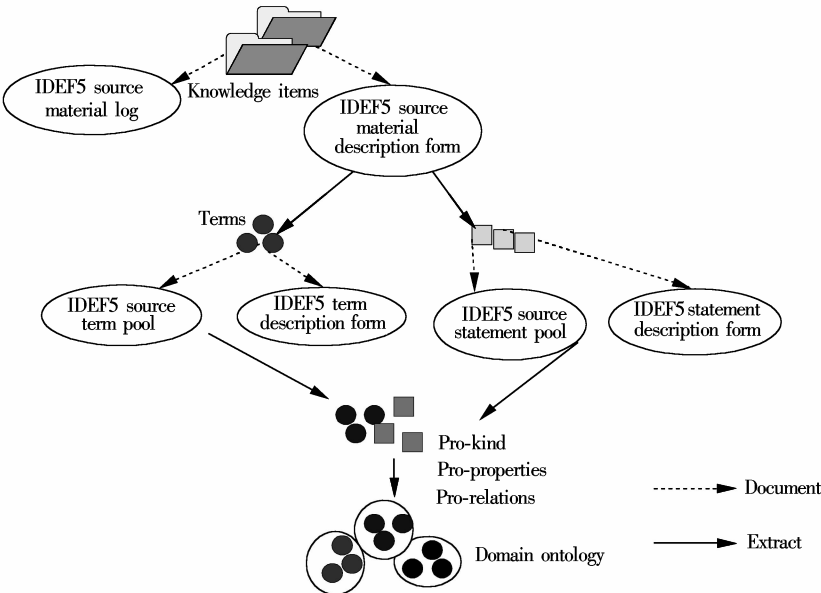 IDEF5 source
material log
Knowledge items
IDEF5 source
material
description form
Terms
IDEF5 source
term pool
IDEF5 term
description form
IDEF5 source
statement pool
IDEF5 statement
description form
Pro-kind
Pro-properties
Pro-relations
Document
Extract
Domain ontology